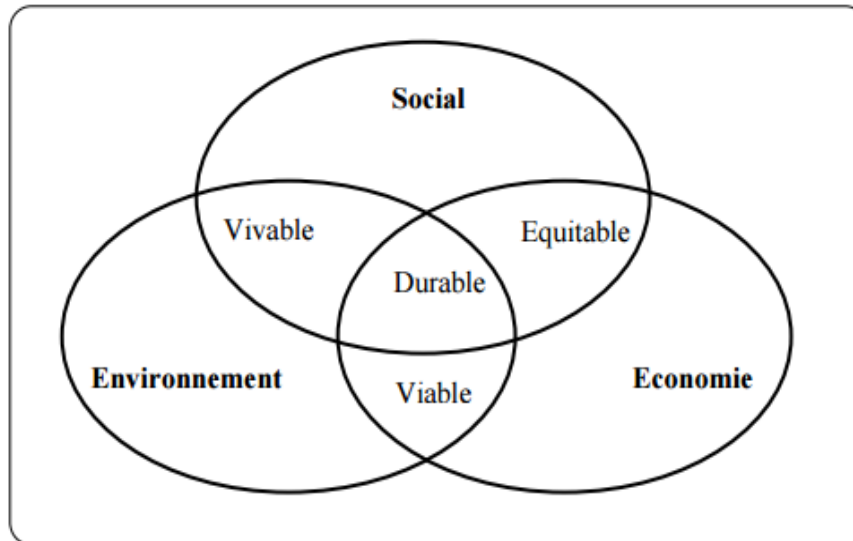 Social
Vivable
Equitable
Durable
Environnement
Viable
Economie